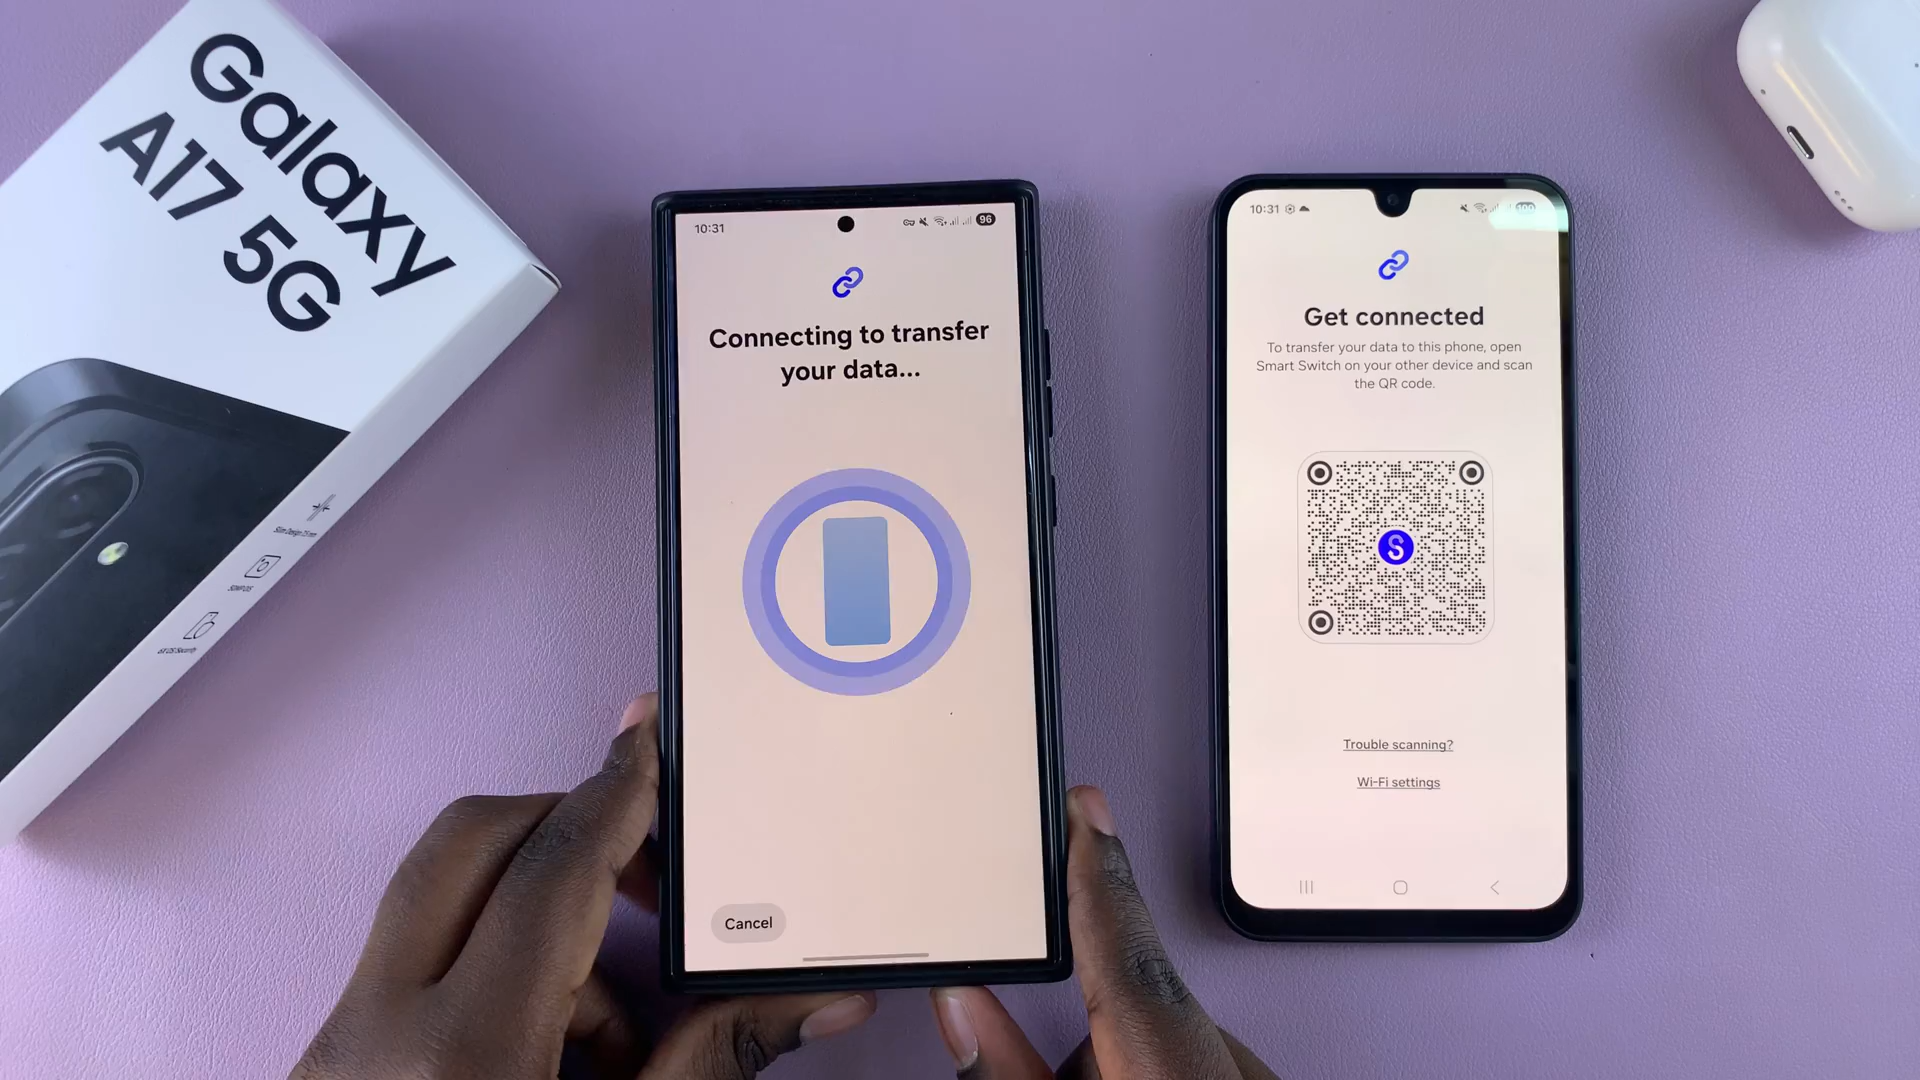 Galaxy
A17 5G
10:31
96
Connecting to transfer
your data...
Cancel
10:31
100
Get connected
To transfer your data to this phone, open
Smart Switch on your other device and scan
the QR code.
S
Trouble scanning?
Wi-Fi settings